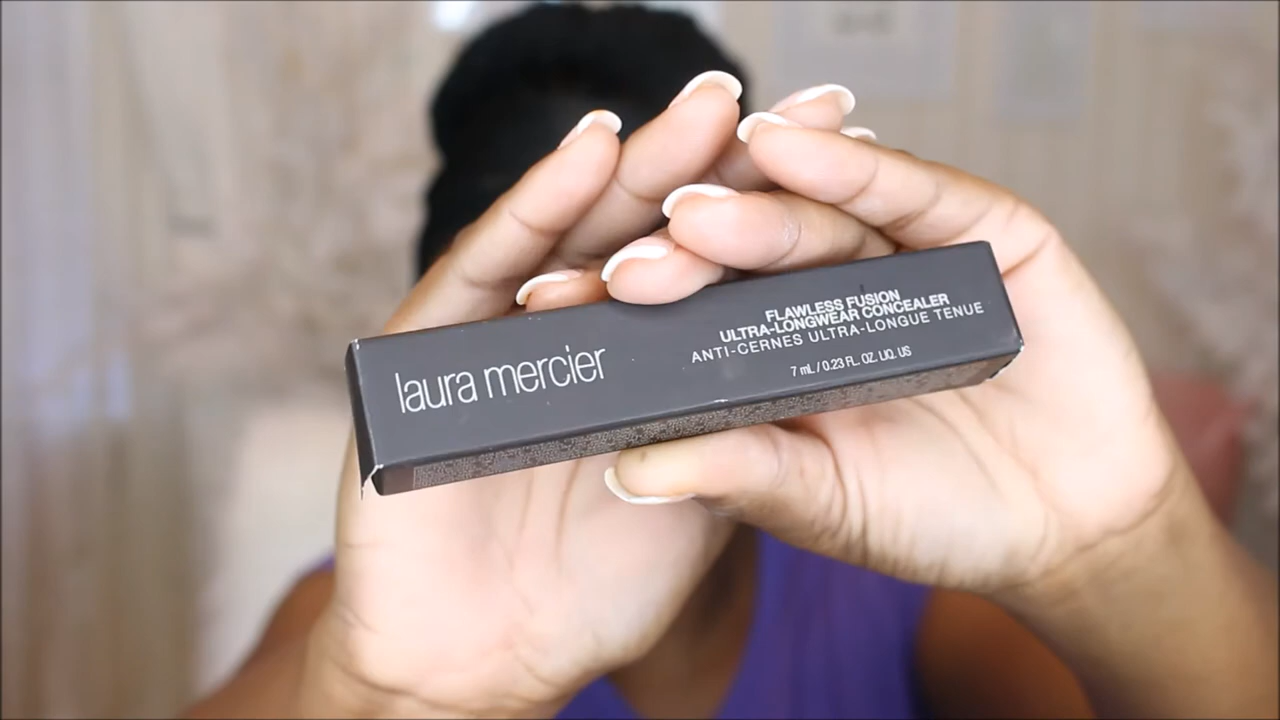 laura mercier
FLAWLESS FUSION
ULTRA-LONGWEAR CONCEALER
ANTI-CERNES ULTRA-LONGUE TENUE
7 mL / 0.23 FL. OZ. LIQ. US